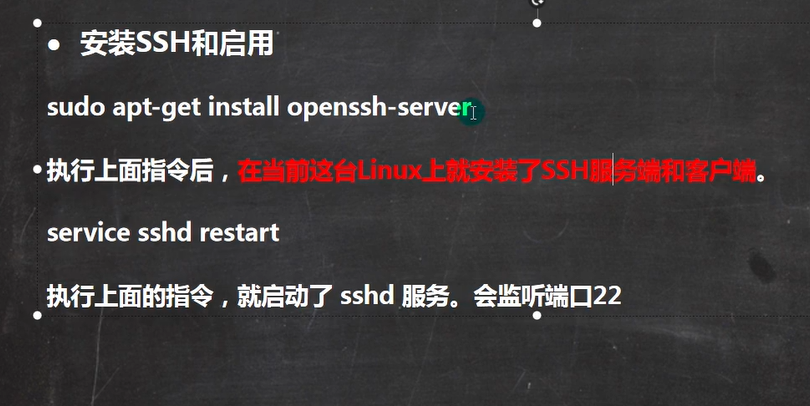 ● 安装SSH和启用
sudo apt-get install openssh-server
执行上面指令后，在当前这台Linux上就安装了SSH服务端和客户端。
service sshd restart
执行上面的指令，就启动了 sshd 服务。会监听端口22